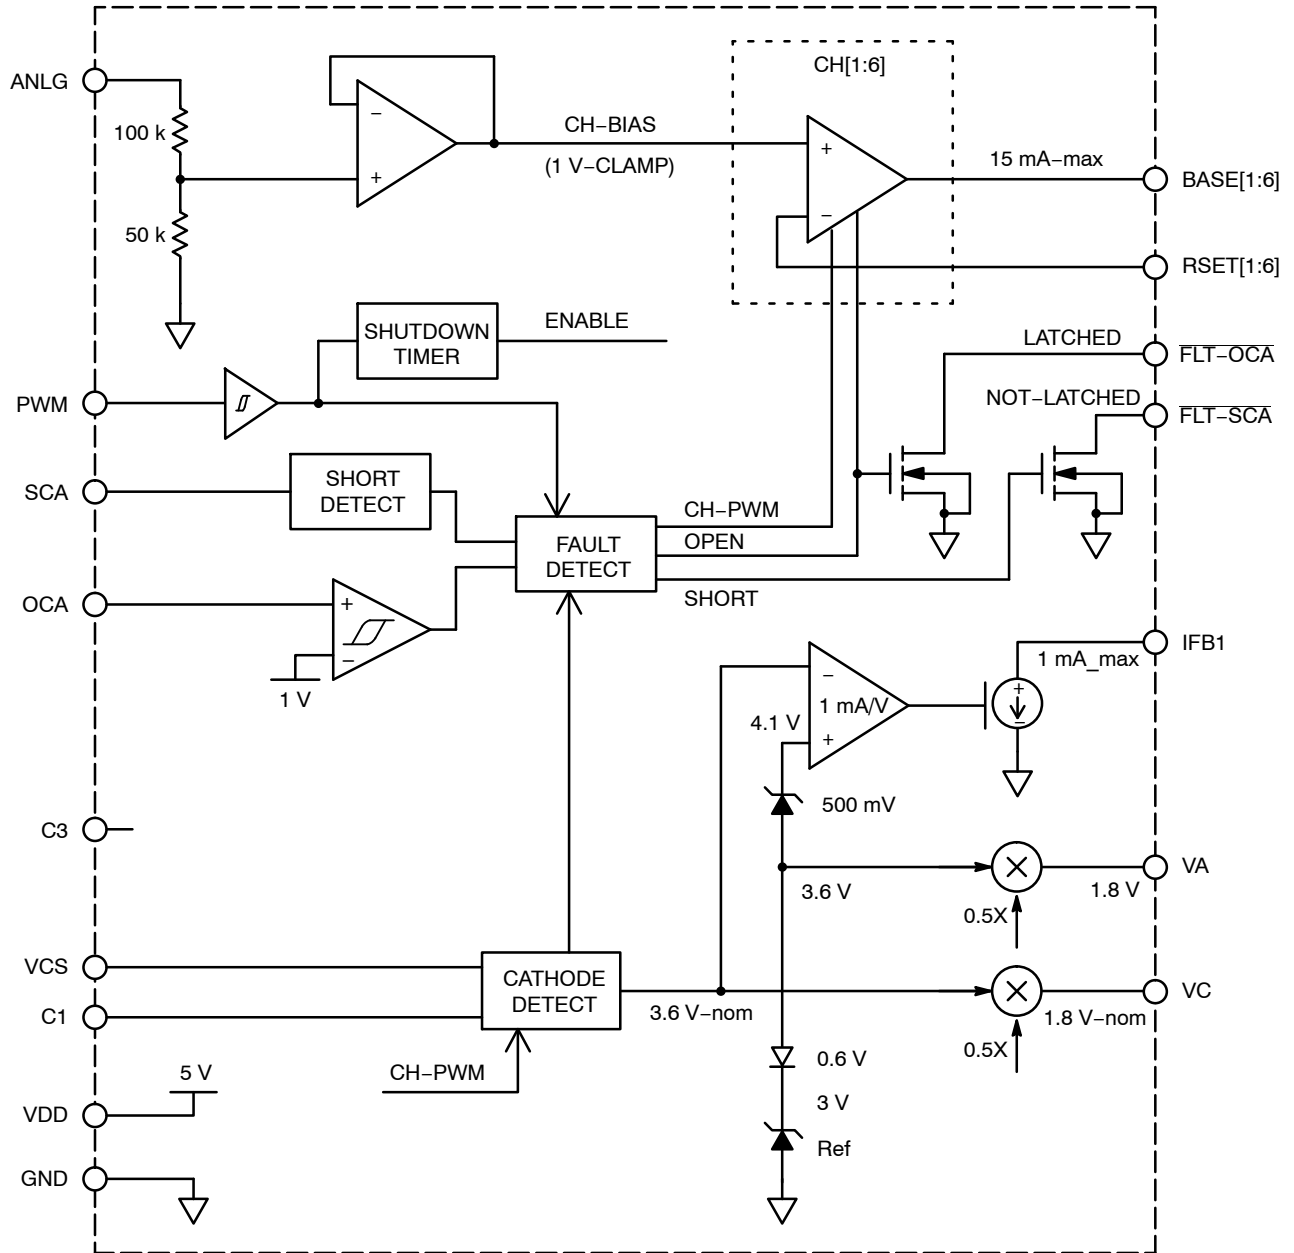 CH[1:6]
ANLG
100 k
−
+
CH−BIAS
(1 V−CLAMP)
+
−
15 mA−max
BASE[1:6]
50 k
RSET[1:6]
SHUTDOWN
TIMER
ENABLE
LATCHED
FLT−OCA
PWM
NOT−LATCHED
FLT−SCA
SCA
SHORT
DETECT
CH−PWM
OPEN
FAULT
DETECT
SHORT
OCA
+
−
1 V
IFB1
1 mA_max
−
1 mA/V
+
4.1 V
+
−
500 mV
C3
3.6 V
VA
1.8 V
0.5X
VCS
C1
CATHODE
DETECT
3.6 V−nom
VC
1.8 V−nom
0.5X
CH−PWM
5 V
VDD
0.6 V
3 V
Ref
GND